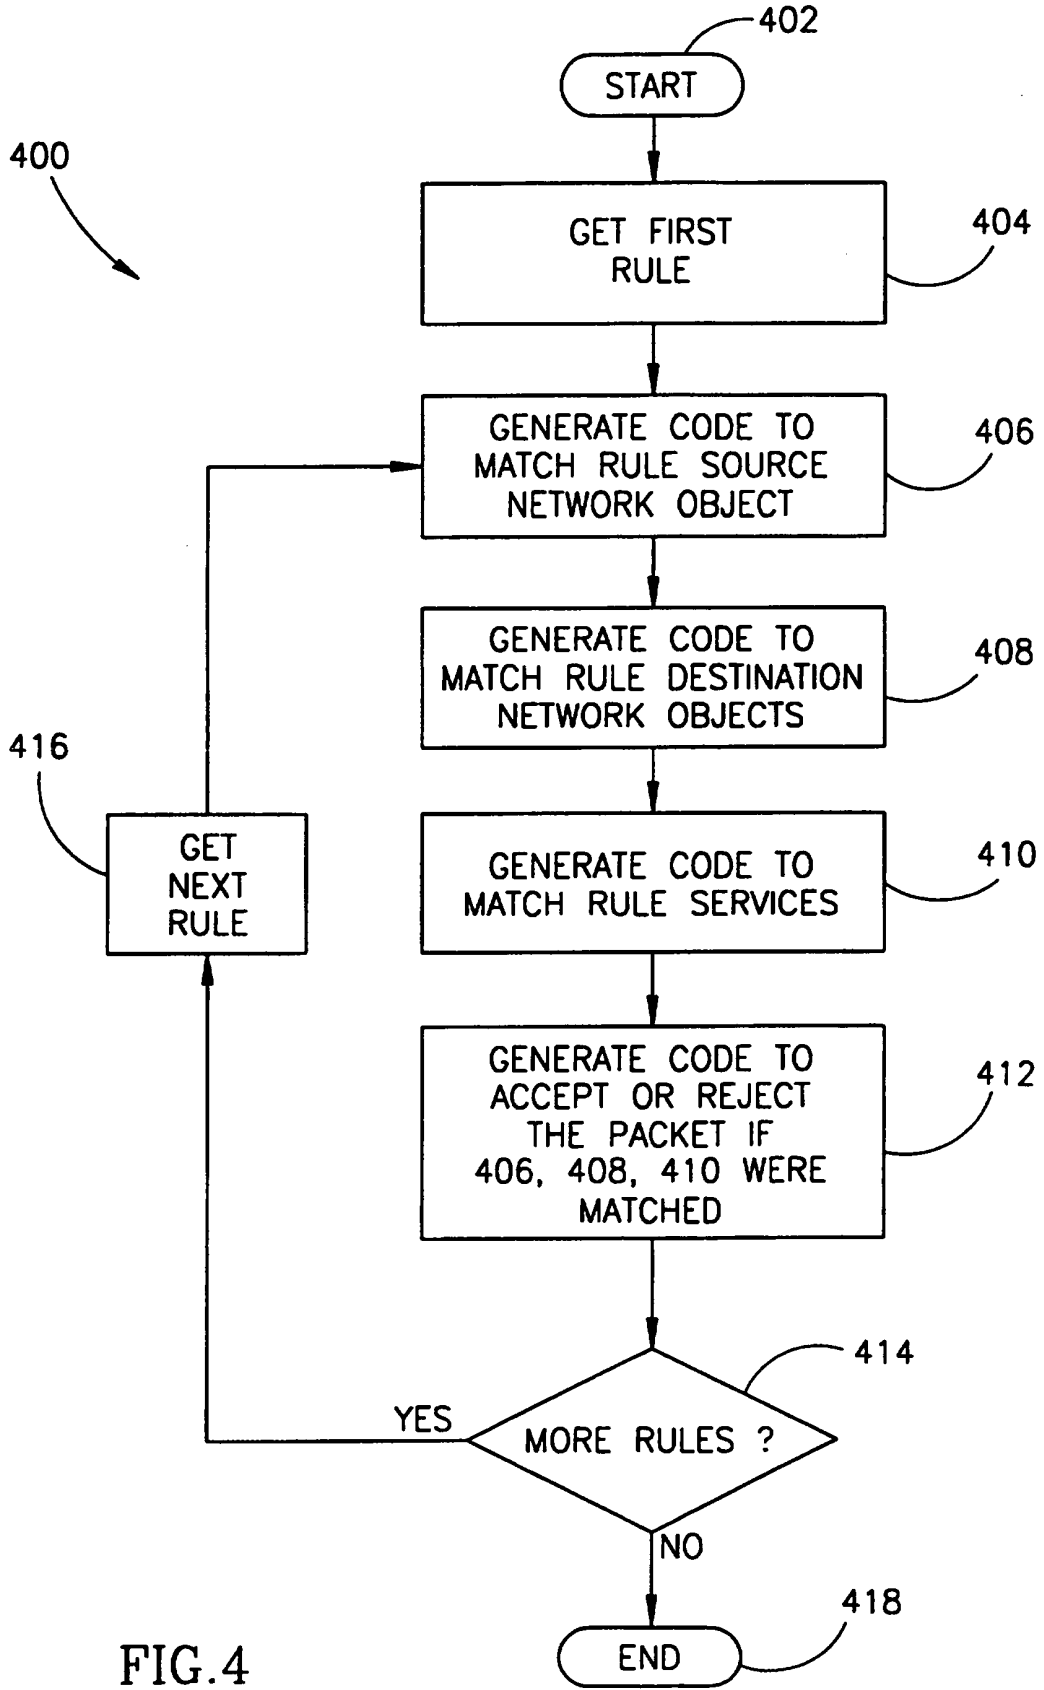 402
START
400
GET FIRST
RULE
404
GENERATE CODE TO
MATCH RULE SOURCE
NETWORK OBJECT
406
GENERATE CODE TO
MATCH RULE DESTINATION
NETWORK OBJECTS
408
416
GET
NEXT
RULE
GENERATE CODE TO
MATCH RULE SERVICES
410
GENERATE CODE TO
ACCEPT OR REJECT
THE PACKET IF
406, 408, 410 WERE
MATCHED
412
414
YES
MORE RULES ?
NO
418
END
FIG.4